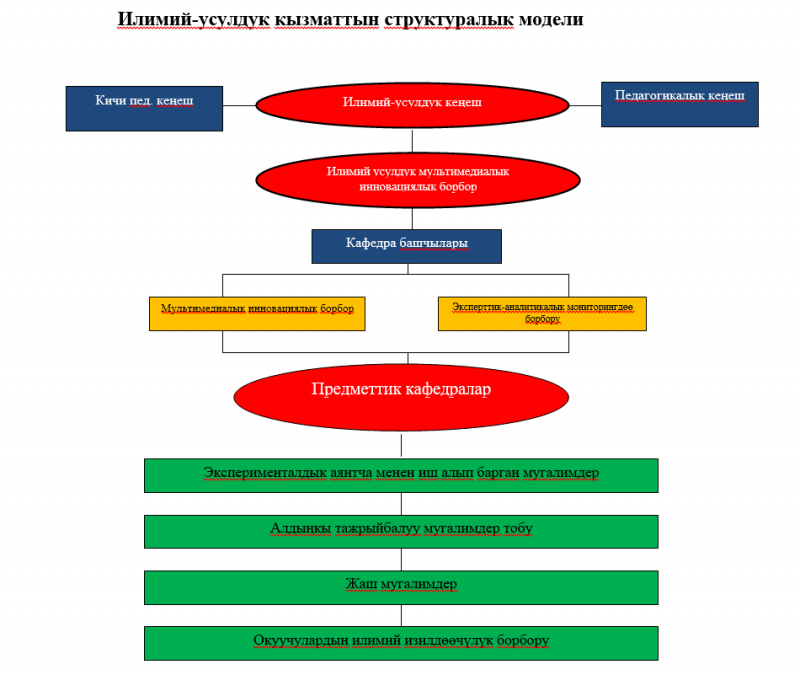 Илимий-усулдук кызматтын структуралык модели
Кичи пед. кеңеш
Илимий-усулдук кеңеш
Педагогикалык кеңеш
Илимий усулдук мультимедиалык
инновациялык борбор
Кафедра башчылары
Мультимедиалык инновациялык борбор
Эксперттик-аналитикалык мониторингдөө
борбору
Предметтик кафедралар
Эксперименталдык аянтча менен иш алып барган мугалимдер
Алдыңкы тажрыйбалуу мугалимдер тобу
Жаш мугалимдер
Окуучулардын илимий изилдөөчүлүк борбору